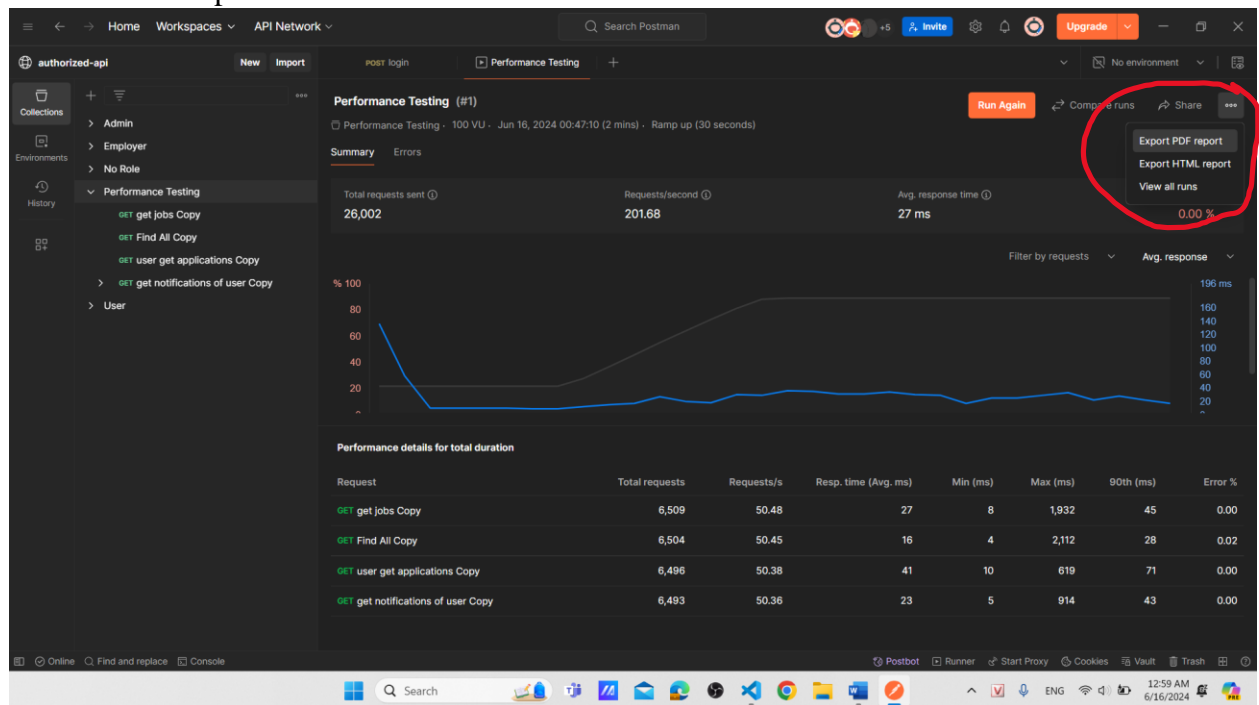 Home Workspaces API Network Search Postman +5 Invite Upgrade
authorized-api New Import POST login Performance Testing No environment
Collections
Environments
History
Admin
Employer
No Role
Performance Testing
GET get jobs Copy
GET Find All Copy
GET user get applications Copy
GET get notifications of user Copy
User
Performance Testing (#1) Run Again Compare runs Share
Performance Testing · 100 VU · Jun 16, 2024 00:47:10 (2 mins) · Ramp up (30 seconds)
Export PDF report
Export HTML report
View all runs
Summary Errors
Total requests sent Requests/second Avg. response time
26,002 201.68 27 ms 0.00 %
Filter by requests Avg. response
% 100 196 ms
80 160
140
60 120
100
40 80
60
20 40
20
Performance details for total duration
Request Total requests Requests/s Resp. time (Avg. ms) Min (ms) Max (ms) 90th (ms) Error %
GET get jobs Copy 6,509 50.48 27 8 1,932 45 0.00
GET Find All Copy 6,504 50.45 16 4 2,112 28 0.02
GET user get applications Copy 6,496 50.38 41 10 619 71 0.00
GET get notifications of user Copy 6,493 50.36 23 5 914 43 0.00
Online Find and replace Console Postbot Runner Start Proxy Cookies Vault Trash
Search ENG 12:59 AM
6/16/2024